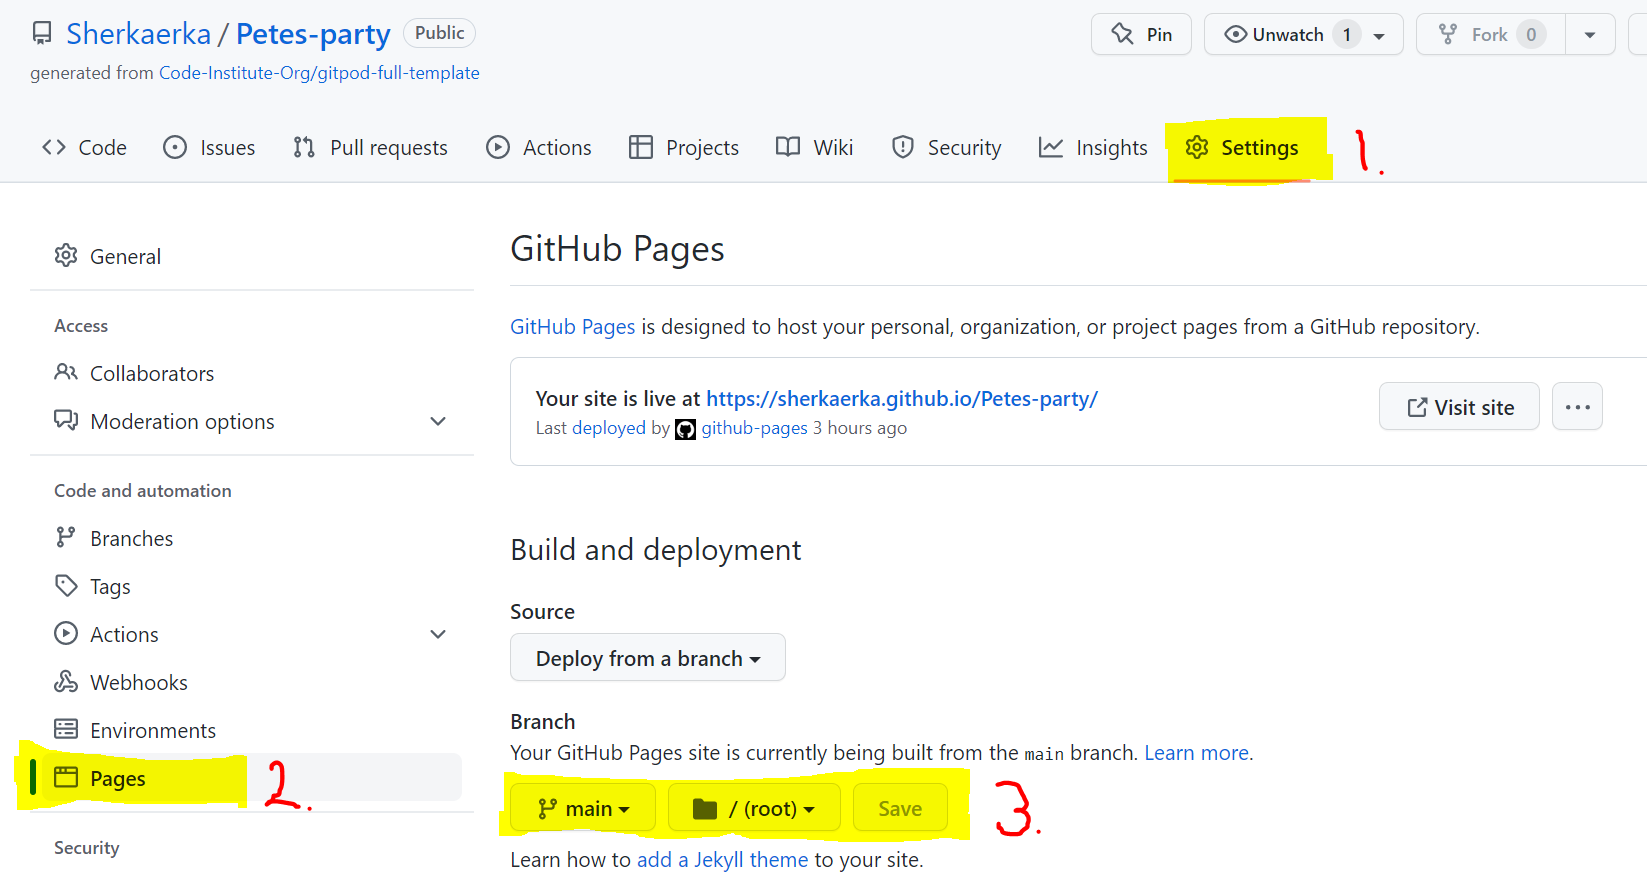 Sherkaerka / Petes-party Public
Pin Unwatch 1 Fork 0
generated from Code-Institute-Org/gitpod-full-template
Code Issues Pull requests Actions Projects Wiki Security Insights Settings 1.
General
Access
Collaborators
Moderation options
Code and automation
Branches
Tags
Actions
Webhooks
Environments
Pages 2.
Security
GitHub Pages
GitHub Pages is designed to host your personal, organization, or project pages from a GitHub repository.
Your site is live at https://sherkaerka.github.io/Petes-party/
Last deployed by github-pages 3 hours ago
Visit site
Build and deployment
Source
Deploy from a branch
Branch
Your GitHub Pages site is currently being built from the main branch. Learn more.
main / (root) Save 3.
Learn how to add a Jekyll theme to your site.